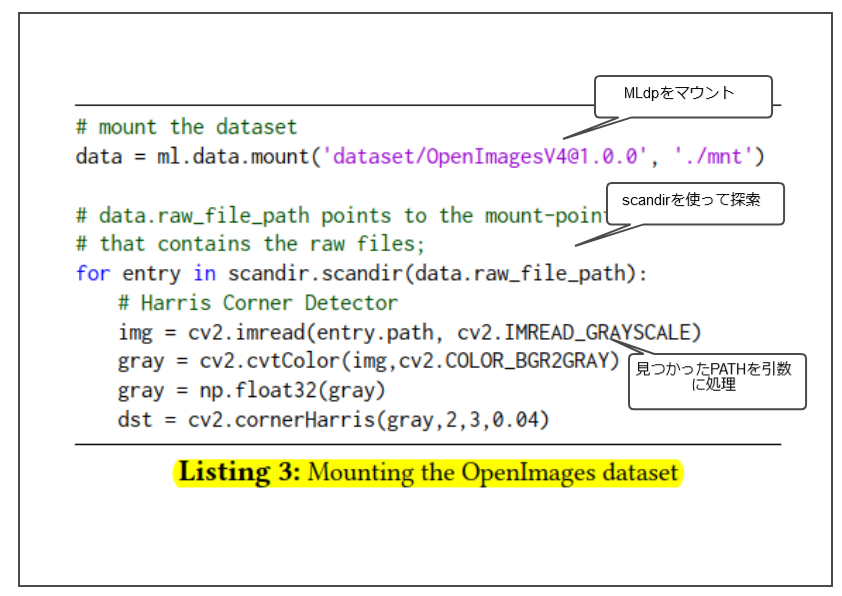 MLdpをマウント
# mount the dataset
data = ml.data.mount('dataset/OpenImagesV4@1.0.0', './mnt')
scandirを使って探索
# data.raw_file_path points to the mount-poin
# that contains the raw files;
for entry in scandir.scandir(data.raw_file_path):
# Harris Corner Detector
img = cv2.imread(entry.path, cv2.IMREAD_GRAYSCALE)
gray = cv2.cvtColor(img,cv2.COLOR_BGR2GRAY)
見つかったPATHを引数
に処理
gray = np.float32(gray)
dst = cv2.cornerHarris(gray,2,3,0.04)
Listing 3: Mounting the OpenImages dataset